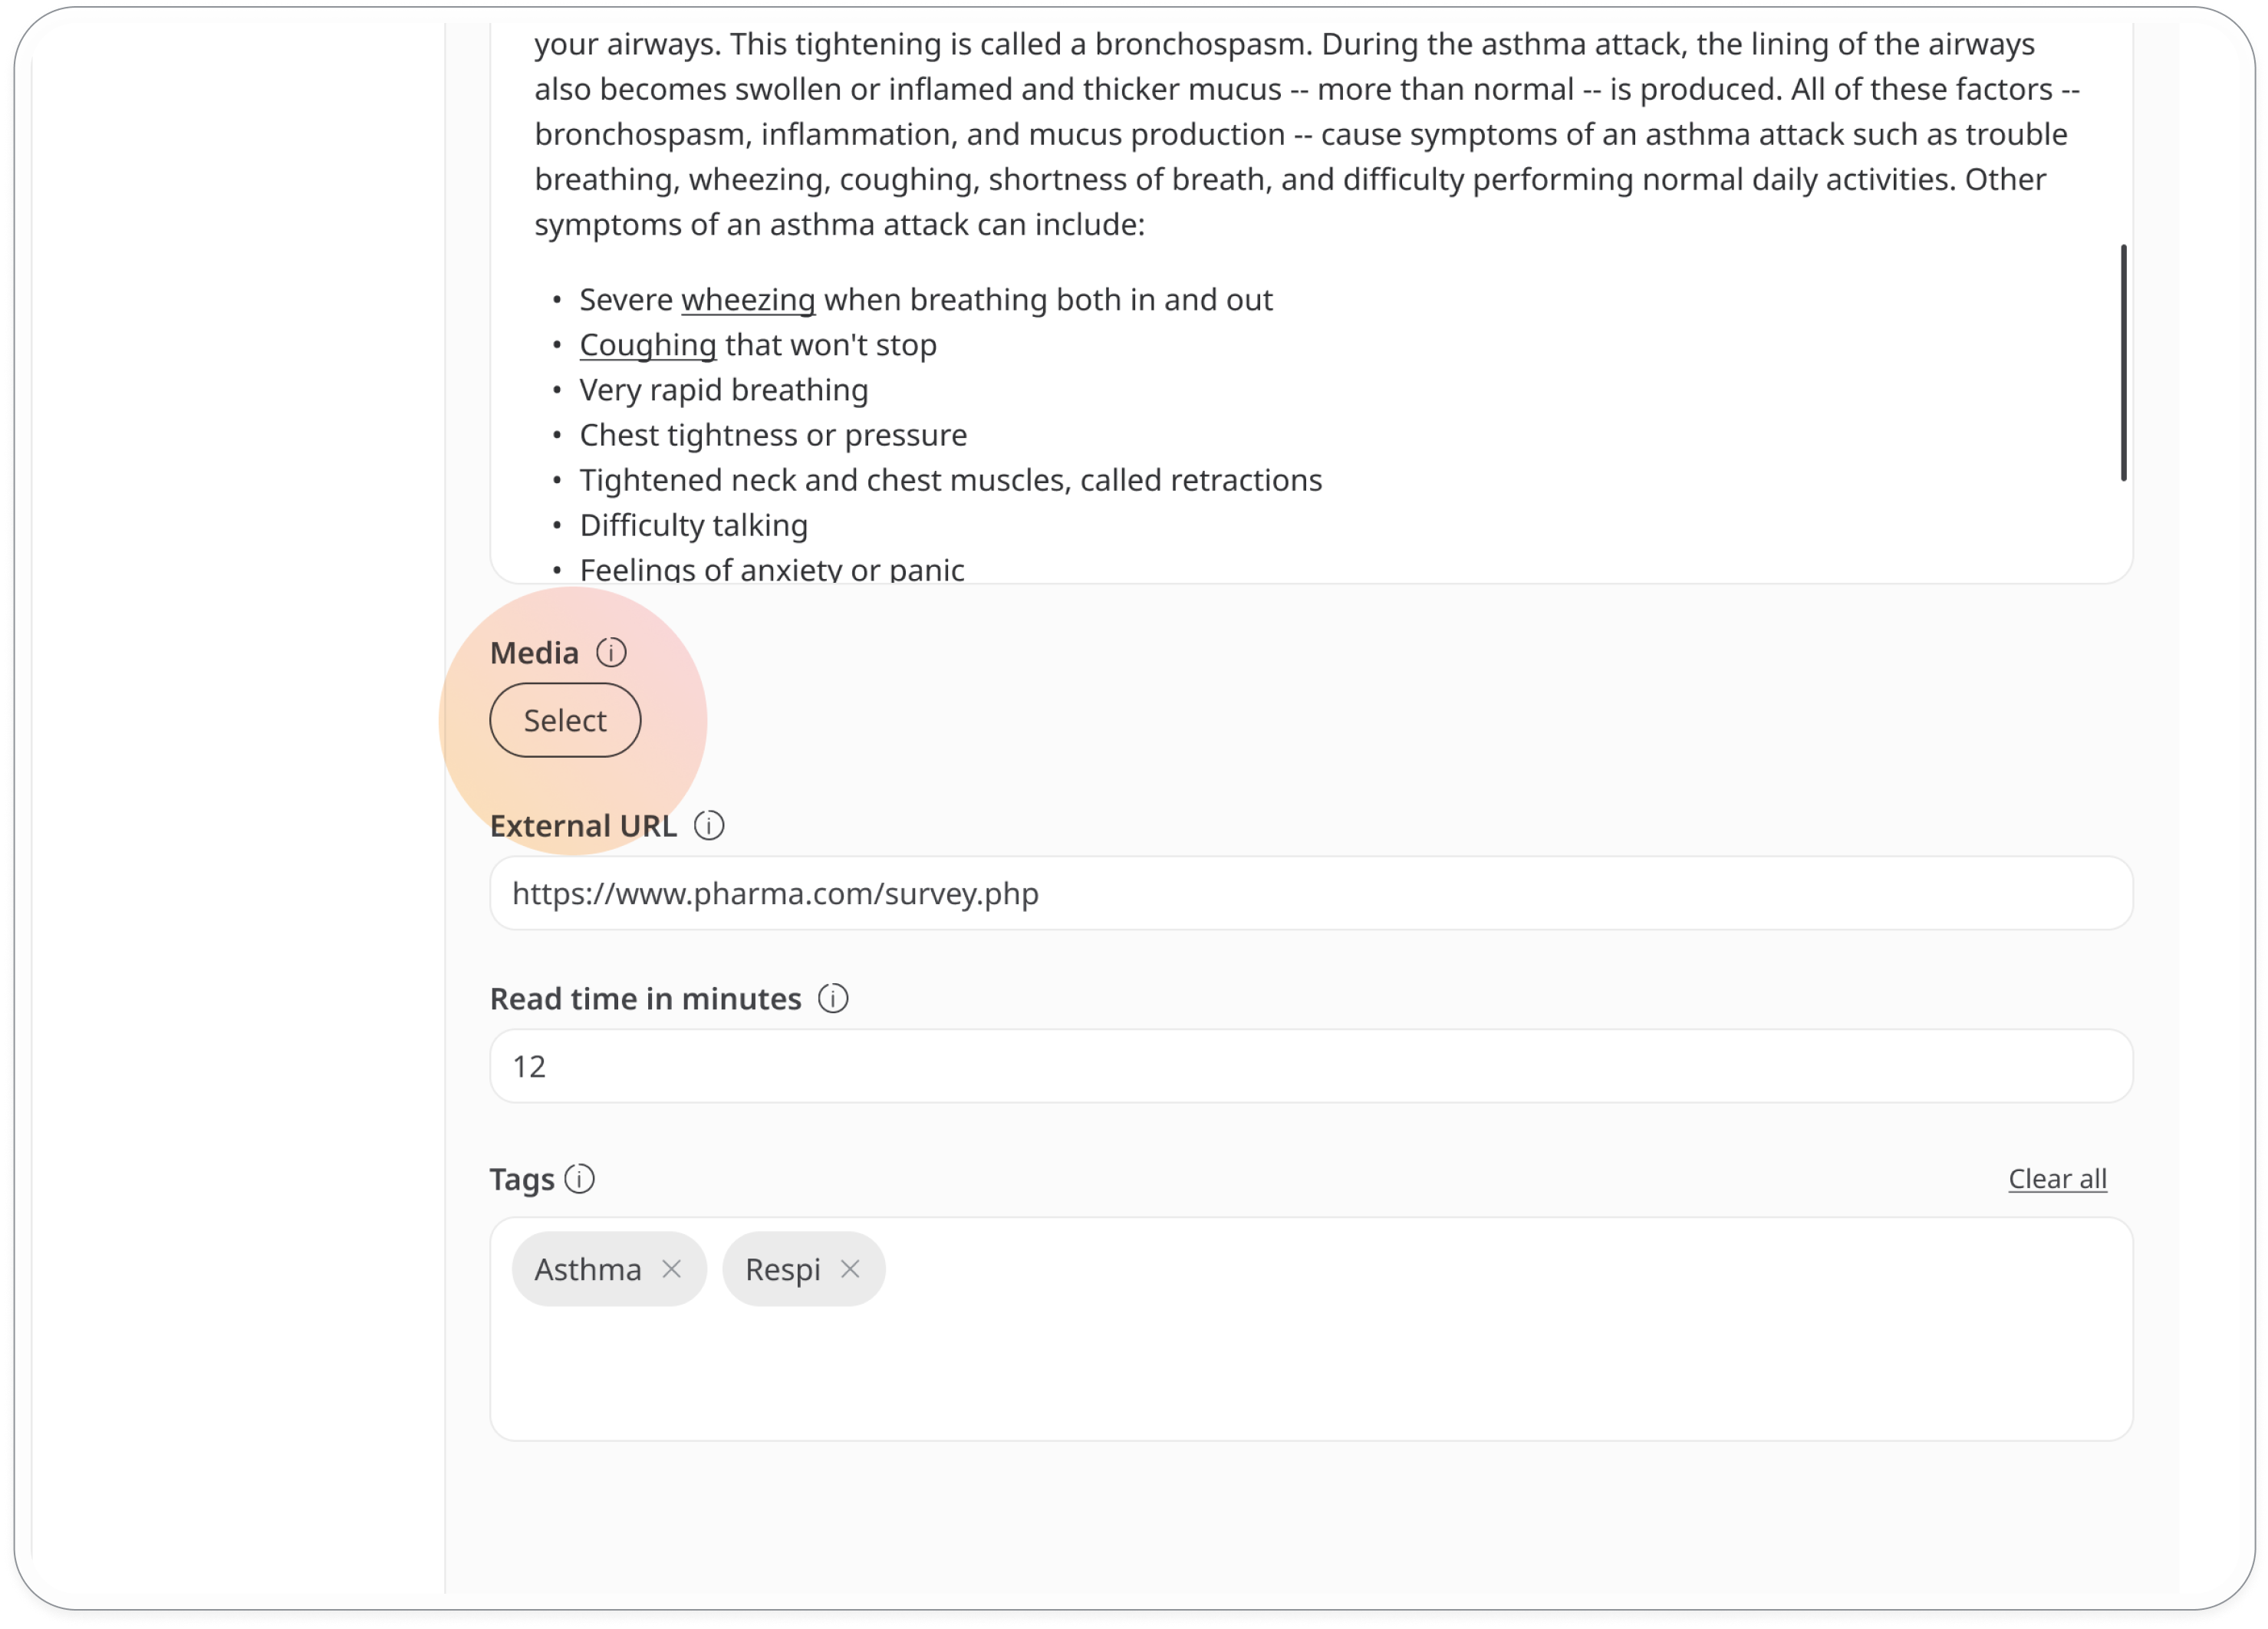 your airways. This tightening is called a bronchospasm. During the asthma attack, the lining of the airways
also becomes swollen or inflamed and thicker mucus -- more than normal -- is produced. All of these factors --
bronchospasm, inflammation, and mucus production -- cause symptoms of an asthma attack such as trouble
breathing, wheezing, coughing, shortness of breath, and difficulty performing normal daily activities. Other
symptoms of an asthma attack can include:
• Severe wheezing when breathing both in and out
• Coughing that won't stop
• Very rapid breathing
• Chest tightness or pressure
• Tightened neck and chest muscles, called retractions
• Difficulty talking
• Feelings of anxiety or panic
Media
Select
External URL
https://www.pharma.com/survey.php
Read time in minutes
12
Tags Clear all
Asthma Respi